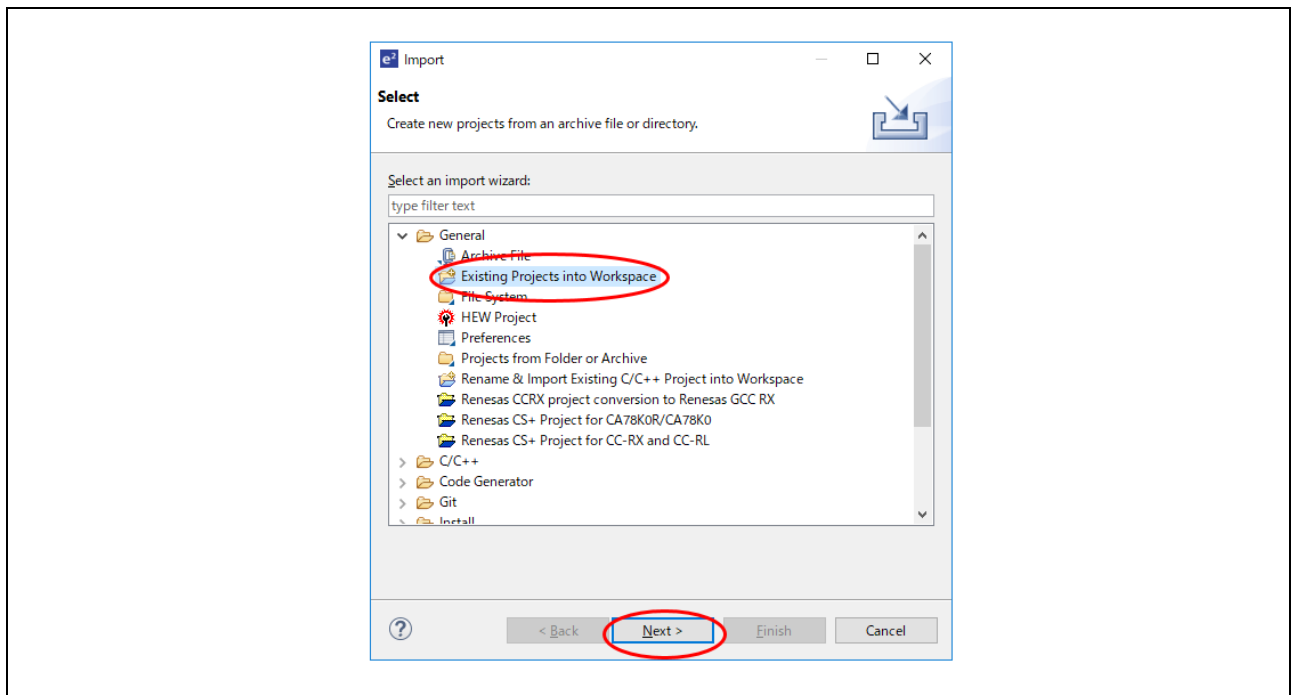 e² Import
Select
Create new projects from an archive file or directory.
Select an import wizard:
type filter text
General
Archive File
Existing Projects into Workspace
File System
HEW Project
Preferences
Projects from Folder or Archive
Rename & Import Existing C/C++ Project into Workspace
Renesas CCRX project conversion to Renesas GCC RX
Renesas CS+ Project for CA78K0R/CA78K0
Renesas CS+ Project for CC-RX and CC-RL
C/C++
Code Generator
Git
Install
? < Back Next > Finish Cancel